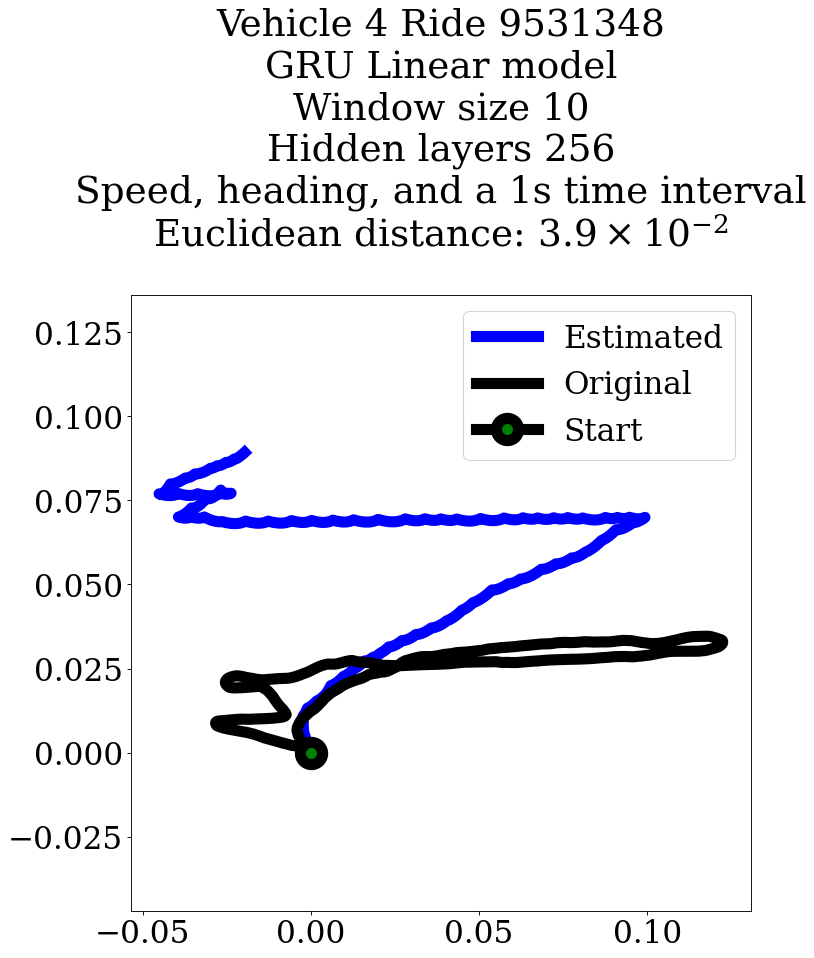 Vehicle 4 Ride 9531348
GRU Linear model
Window size 10
Hidden layers 256
Speed, heading, and a 1s time interval
Euclidean distance: 3.9 × 10⁻²
Estimated
Original
Start
0.125
0.100
0.075
0.050
0.025
0.000
−0.025
−0.05 0.00 0.05 0.10